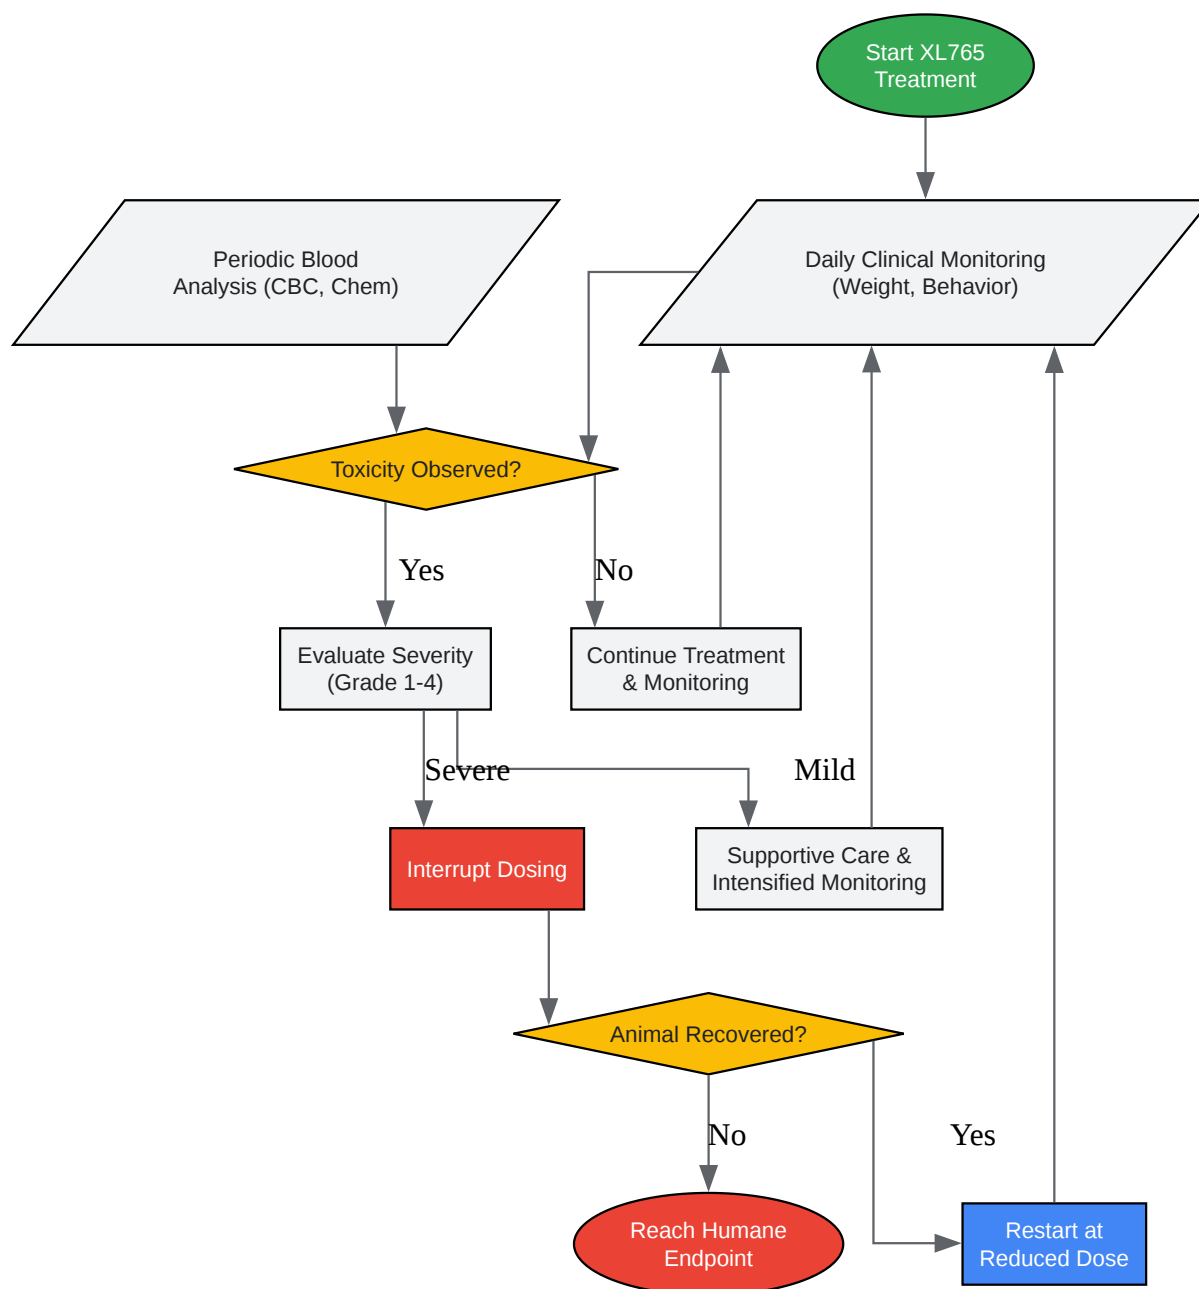 Start XL765
Treatment
Periodic Blood
Analysis (CBC, Chem)
Daily Clinical Monitoring
(Weight, Behavior)
Toxicity Observed?
Yes
No
Evaluate Severity
(Grade 1-4)
Continue Treatment
& Monitoring
Severe
Mild
Interrupt Dosing
Supportive Care &
Intensified Monitoring
Animal Recovered?
No
Yes
Reach Humane
Endpoint
Restart at
Reduced Dose